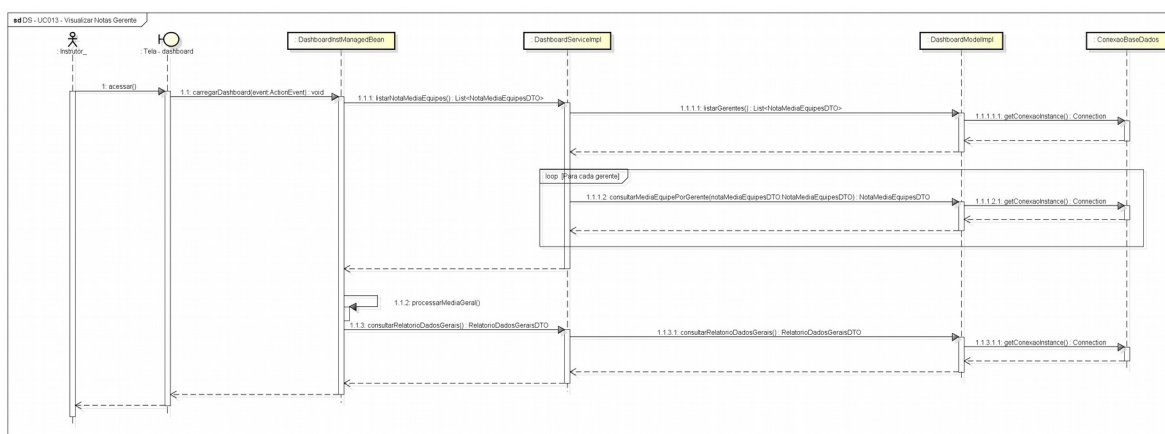 sd DS - UC013 - Visualizar Notas Gerente
: Instrutor_
: Tela - dashboard
: DashboardInstManagedBean
: DashboardServiceImpl
: DashboardModelImpl
: ConexaoBaseDados
1: acessar()
1.1: carregarDashboard(event:ActionEvent) : void
1.1.1: listarNotaMediaEquipes() : List<NotaMediaEquipesDTO>
1.1.1.1: listarGerentes() : List<NotaMediaEquipesDTO>
1.1.1.1.1: getConexaoInstance() : Connection
loop [Para cada gerente]
1.1.1.2: consultarMediaEquipePorGerente(notaMediaEquipesDTO:NotaMediaEquipesDTO) : NotaMediaEquipesDTO
1.1.1.2.1: getConexaoInstance() : Connection
1.1.2: processarMediaGeral()
1.1.3: consultarRelatorioDadosGerais() : RelatorioDadosGeraisDTO
1.1.3.1: consultarRelatorioDadosGerais() : RelatorioDadosGeraisDTO
1.1.3.1.1: getConexaoInstance() : Connection